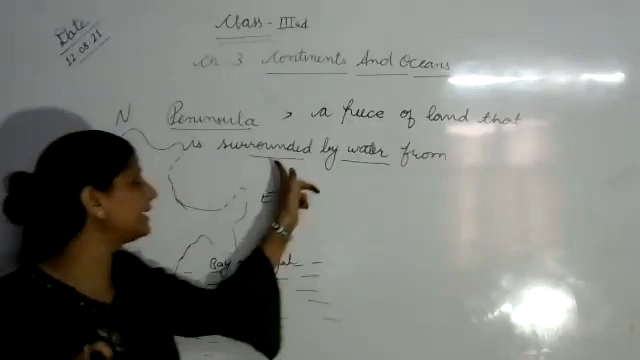 Date
12.08.21
Class - IIIrd
Ch 3 Continents And Oceans
N Peninsula > a piece of land that
is surrounded by water from
E
Bay